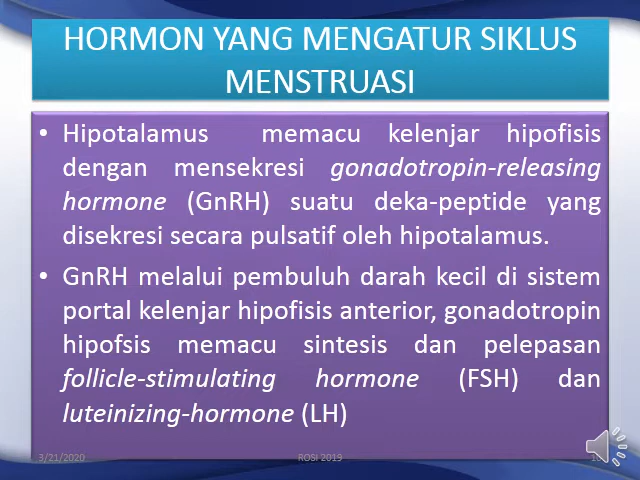 HORMON YANG MENGATUR SIKLUS
MENSTRUASI
• Hipotalamus memacu kelenjar hipofisis
dengan mensekresi gonadotropin-releasing
hormone (GnRH) suatu deka-peptide yang
disekresi secara pulsatif oleh hipotalamus.
• GnRH melalui pembuluh darah kecil di sistem
portal kelenjar hipofisis anterior, gonadotropin
hipofsis memacu sintesis dan pelepasan
follicle-stimulating hormone (FSH) dan
luteinizing-hormone (LH)
3/21/2020 ROSI 2019